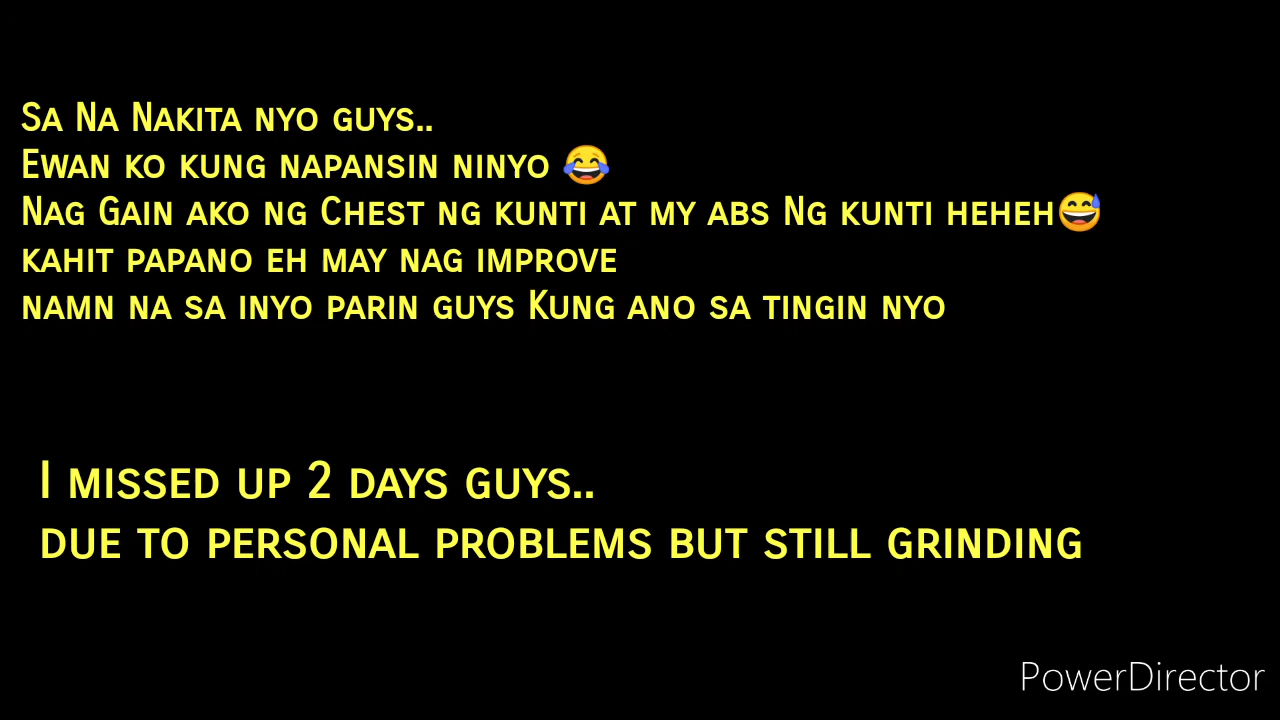 Sa Na Nakita nyo guys..
Ewan ko kung napansin ninyo 😂
Nag Gain ako ng Chest ng kunti at my abs Ng kunti heheh😅
kahit papano eh may nag improve
namn na sa inyo parin guys Kung ano sa tingin nyo
I missed up 2 days guys..
due to personal problems but still grinding
PowerDirector